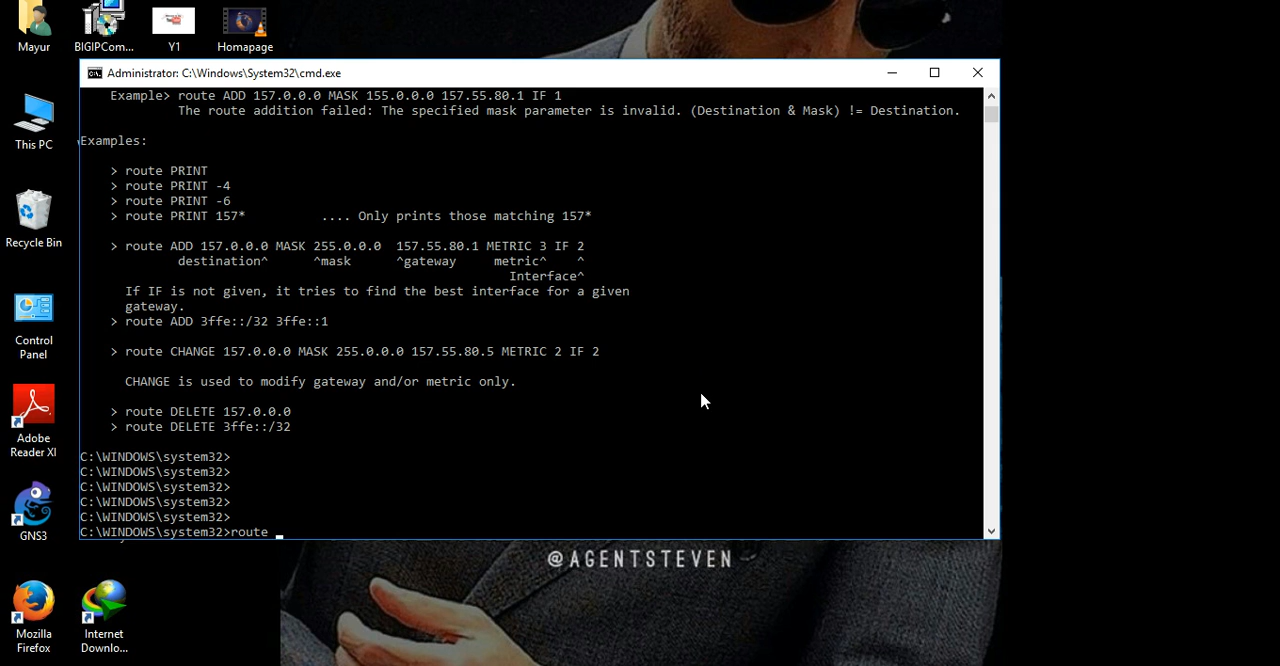 Mayur
BIGIPCom...
Y1
Homapage
Administrator: C:\Windows\System32\cmd.exe
Example> route ADD 157.0.0.0 MASK 155.0.0.0 157.55.80.1 IF 1
The route addition failed: The specified mask parameter is invalid. (Destination & Mask) != Destination.
Examples:
> route PRINT
> route PRINT -4
> route PRINT -6
> route PRINT 157*          .... Only prints those matching 157*
> route ADD 157.0.0.0 MASK 255.0.0.0  157.55.80.1 METRIC 3 IF 2
destination^      ^mask      ^gateway     metric^    ^
Interface^
If IF is not given, it tries to find the best interface for a given
gateway.
> route ADD 3ffe::/32 3ffe::1
> route CHANGE 157.0.0.0 MASK 255.0.0.0 157.55.80.5 METRIC 2 IF 2
CHANGE is used to modify gateway and/or metric only.
> route DELETE 157.0.0.0
> route DELETE 3ffe::/32
C:\WINDOWS\system32>
C:\WINDOWS\system32>
C:\WINDOWS\system32>
C:\WINDOWS\system32>
C:\WINDOWS\system32>
C:\WINDOWS\system32>route
This PC
Recycle Bin
Control
Panel
Adobe
Reader XI
GNS3
Mozilla
Firefox
Internet
Downlo...
@AGENTSTEVEN